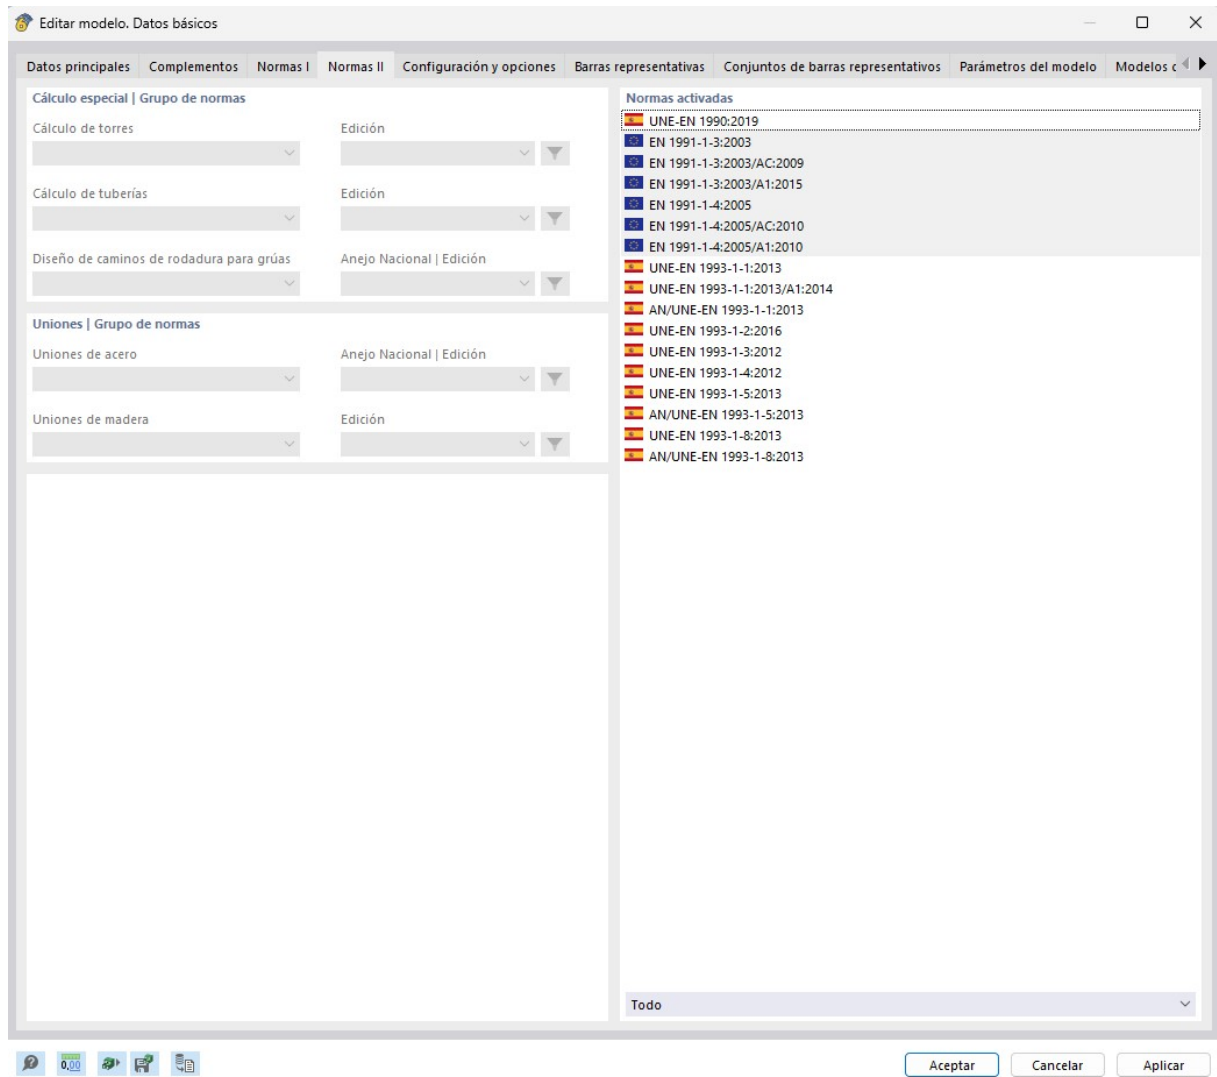 Editar modelo. Datos básicos
Datos principales Complementos Normas I Normas II Configuración y opciones Barras representativas Conjuntos de barras representativos Parámetros del modelo Modelos
Cálculo especial | Grupo de normas
Cálculo de torres Edición
Cálculo de tuberías Edición
Diseño de caminos de rodadura para grúas Anejo Nacional | Edición
Uniones | Grupo de normas
Uniones de acero Anejo Nacional | Edición
Uniones de madera Edición
Normas activadas
UNE-EN 1990:2019
EN 1991-1-3:2003
EN 1991-1-3:2003/AC:2009
EN 1991-1-3:2003/A1:2015
EN 1991-1-4:2005
EN 1991-1-4:2005/AC:2010
EN 1991-1-4:2005/A1:2010
UNE-EN 1993-1-1:2013
UNE-EN 1993-1-1:2013/A1:2014
AN/UNE-EN 1993-1-1:2013
UNE-EN 1993-1-2:2016
UNE-EN 1993-1-3:2012
UNE-EN 1993-1-4:2012
UNE-EN 1993-1-5:2013
AN/UNE-EN 1993-1-5:2013
UNE-EN 1993-1-8:2013
AN/UNE-EN 1993-1-8:2013
Todo
0,00
Aceptar Cancelar Aplicar